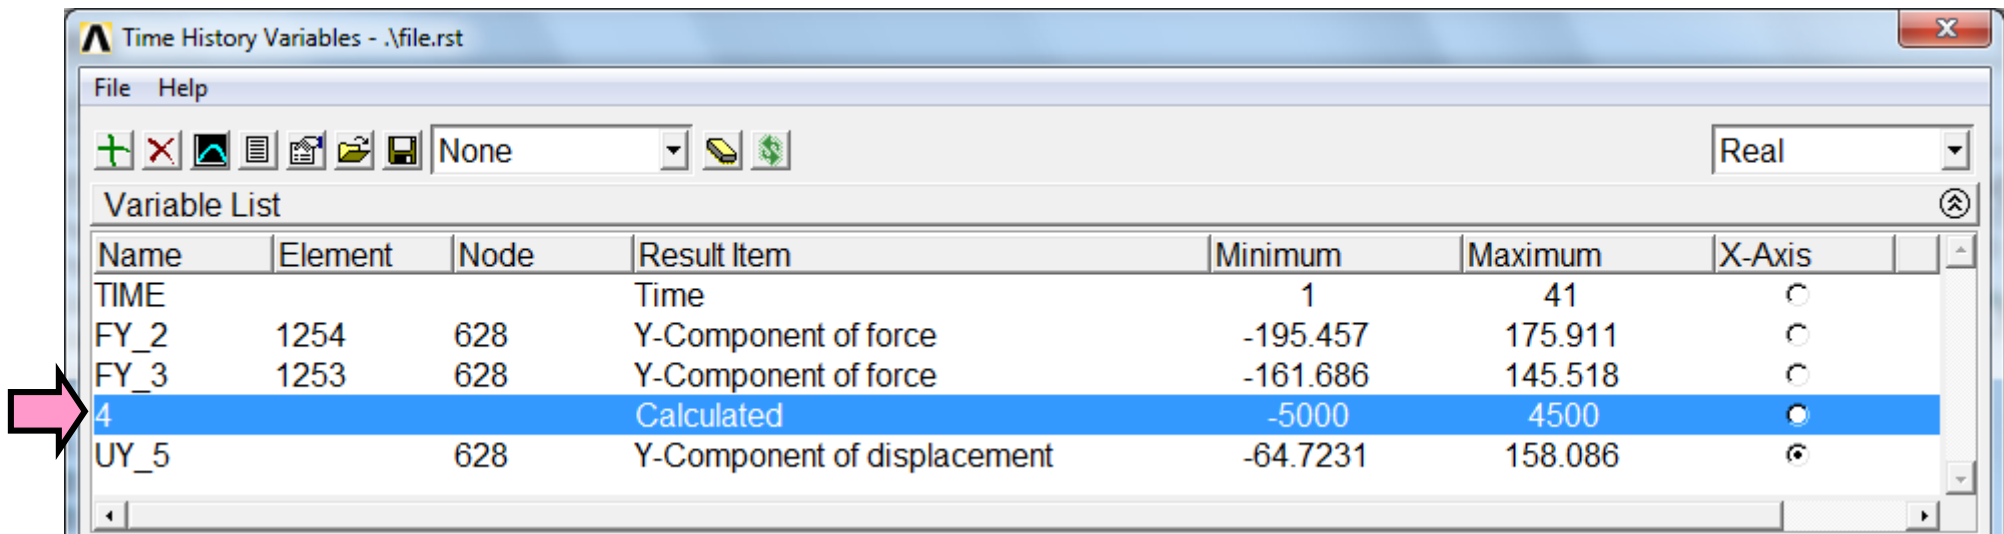 Time History Variables - .\file.rst
File Help
None Real
Variable List
Name Element Node Result Item Minimum Maximum X-Axis
TIME Time 1 41
FY_2 1254 628 Y-Component of force -195.457 175.911
FY_3 1253 628 Y-Component of force -161.686 145.518
4 Calculated -5000 4500
UY_5 628 Y-Component of displacement -64.7231 158.086